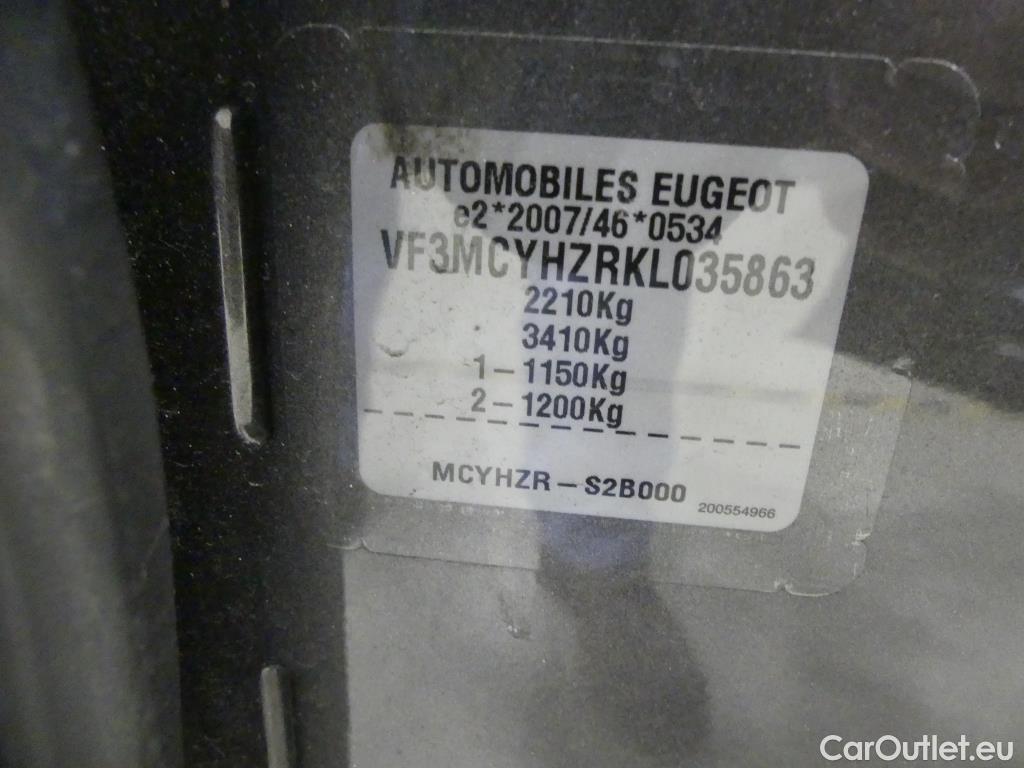 AUTOMOBILES EUGEOT
e2*2007/46*0534
VF3MCYHZRKL035863
2210Kg
3410Kg
1-1150Kg
2-1200Kg
MCYHZR-S2B000
200554966
CarOutlet.eu